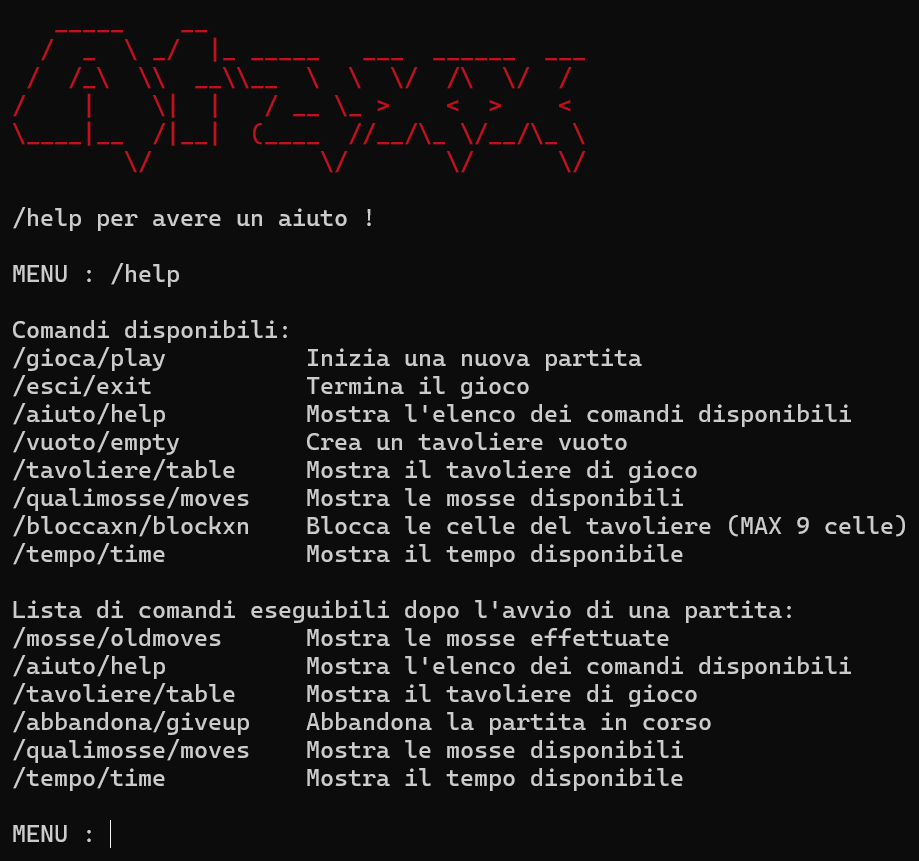 Ataxx
/help per avere un aiuto !
MENU : /help
Comandi disponibili:
/gioca/play Inizia una nuova partita
/esci/exit Termina il gioco
/aiuto/help Mostra l'elenco dei comandi disponibili
/vuoto/empty Crea un tavoliere vuoto
/tavoliere/table Mostra il tavoliere di gioco
/qualimosse/moves Mostra le mosse disponibili
/bloccaxn/blockxn Blocca le celle del tavoliere (MAX 9 celle)
/tempo/time Mostra il tempo disponibile
Lista di comandi eseguibili dopo l'avvio di una partita:
/mosse/oldmoves Mostra le mosse effettuate
/aiuto/help Mostra l'elenco dei comandi disponibili
/tavoliere/table Mostra il tavoliere di gioco
/abbandona/giveup Abbandona la partita in corso
/qualimosse/moves Mostra le mosse disponibili
/tempo/time Mostra il tempo disponibile
MENU :